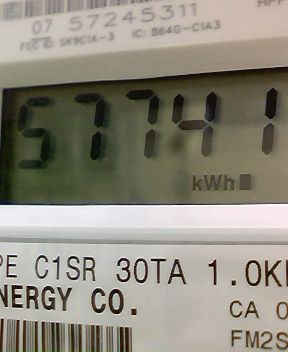 07 57245311
FCC ID: SK9C1A-3 IC: 864G-C1A3
57741
kWh
PE C1SR 30TA 1.0K
NERGY CO.
CA 0
FM2S